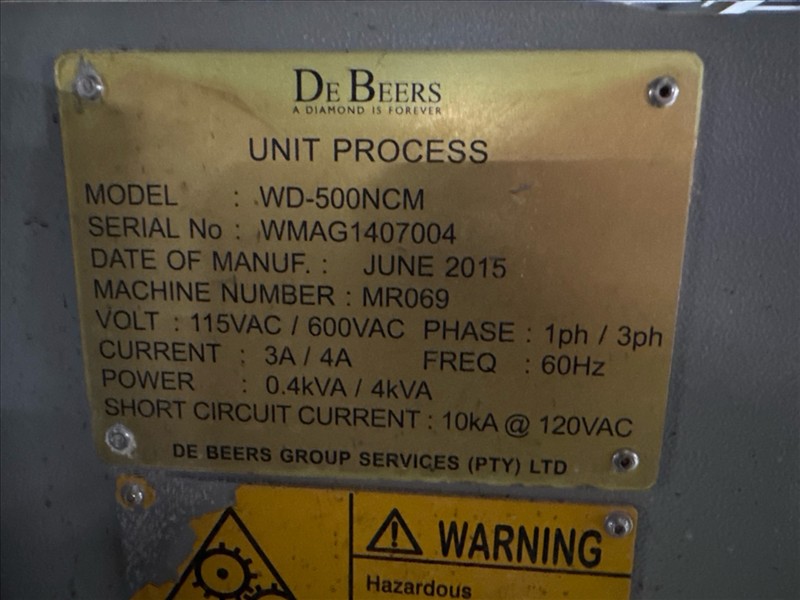 DE BEERS
A DIAMOND IS FOREVER
UNIT PROCESS
MODEL : WD-500NCM
SERIAL No : WMAG1407004
DATE OF MANUF. : JUNE 2015
MACHINE NUMBER : MR069
VOLT : 115VAC / 600VAC PHASE : 1ph / 3ph
CURRENT : 3A / 4A FREQ : 60Hz
POWER : 0.4kVA / 4kVA
SHORT CIRCUIT CURRENT : 10kA @ 120VAC
DE BEERS GROUP SERVICES (PTY) LTD
WARNING
Hazardous